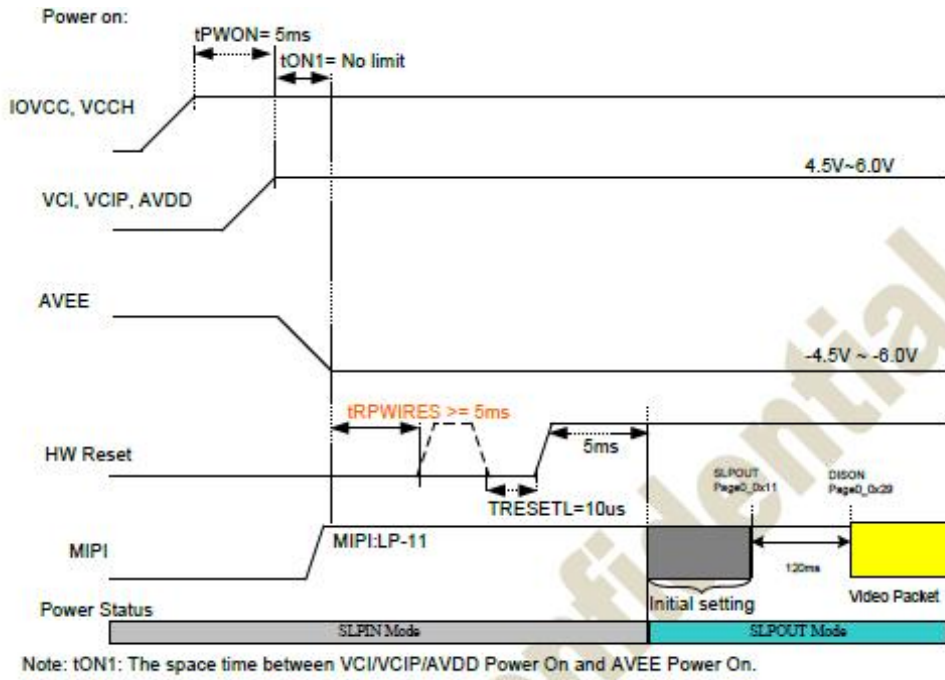 Power on:
tPWON= 5ms
tON1= No limit
IOVCC, VCCH
4.5V~6.0V
VCI, VCIP, AVDD
AVEE
-4.5V ~ -6.0V
tRPWIRES >= 5ms
HW Reset
5ms
SLPOUT
Page0_0x11
DISON
Page0_0x29
TRESETL=10us
MIPI
MIPI:LP-11
120ms
Initial setting
Video Packet
Power Status
SLPIN Mode
SLPOUT Mode
Note: tON1: The space time between VCI/VCIP/AVDD Power On and AVEE Power On.
onfidential